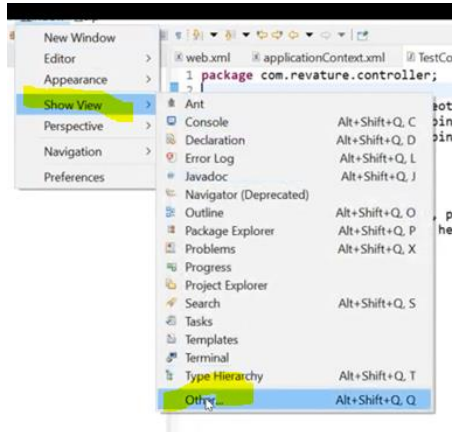 New Window
Editor
Appearance
Show View
Perspective
Navigation
Preferences
web.xml applicationContext.xml TestCo
1 package com.revature.controller;
2
Ant
Console Alt+Shift+Q, C
Declaration Alt+Shift+Q, D
Error Log Alt+Shift+Q, L
Javadoc Alt+Shift+Q, J
Navigator (Deprecated)
Outline Alt+Shift+Q, O
Package Explorer Alt+Shift+Q, P
Problems Alt+Shift+Q, X
Progress
Project Explorer
Search Alt+Shift+Q, S
Tasks
Templates
Terminal
Type Hierarchy Alt+Shift+Q, T
Other... Alt+Shift+Q, Q